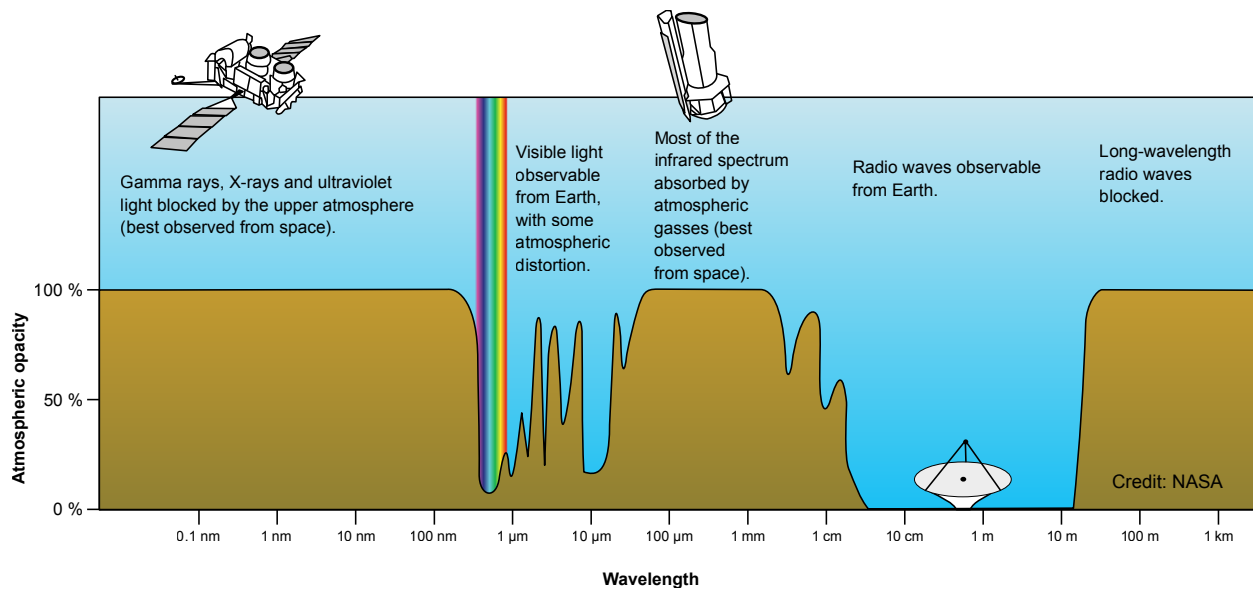 Gamma rays, X-rays and ultraviolet
light blocked by the upper atmosphere
(best observed from space).
Visible light
observable
from Earth,
with some
atmospheric
distortion.
Most of the
infrared spectrum
absorbed by
atmospheric
gasses (best
observed
from space).
Radio waves observable
from Earth.
Long-wavelength
radio waves
blocked.
Atmospheric opacity
100 %
50 %
0 %
Credit: NASA
0.1 nm
1 nm
10 nm
100 nm
1 μm
10 μm
100 μm
1 mm
1 cm
10 cm
1 m
10 m
100 m
1 km
Wavelength